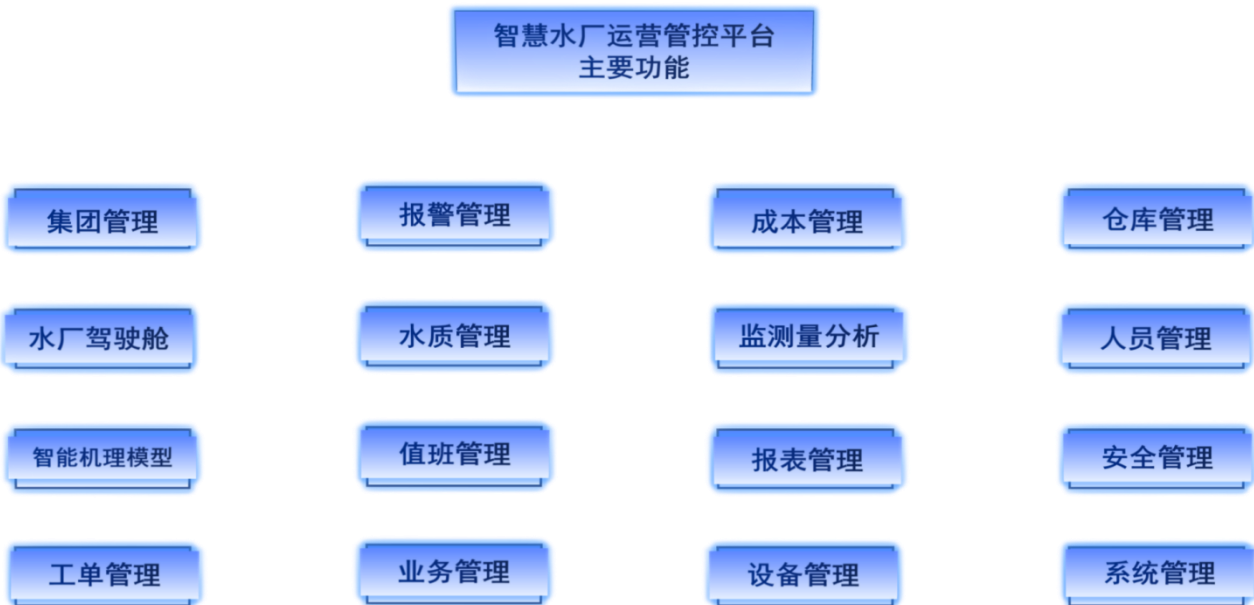 智慧水厂运营管控平台
主要功能
集团管理
报警管理
成本管理
仓库管理
水厂驾驶舱
水质管理
监测量分析
人员管理
智能机理模型
值班管理
报表管理
安全管理
工单管理
业务管理
设备管理
系统管理